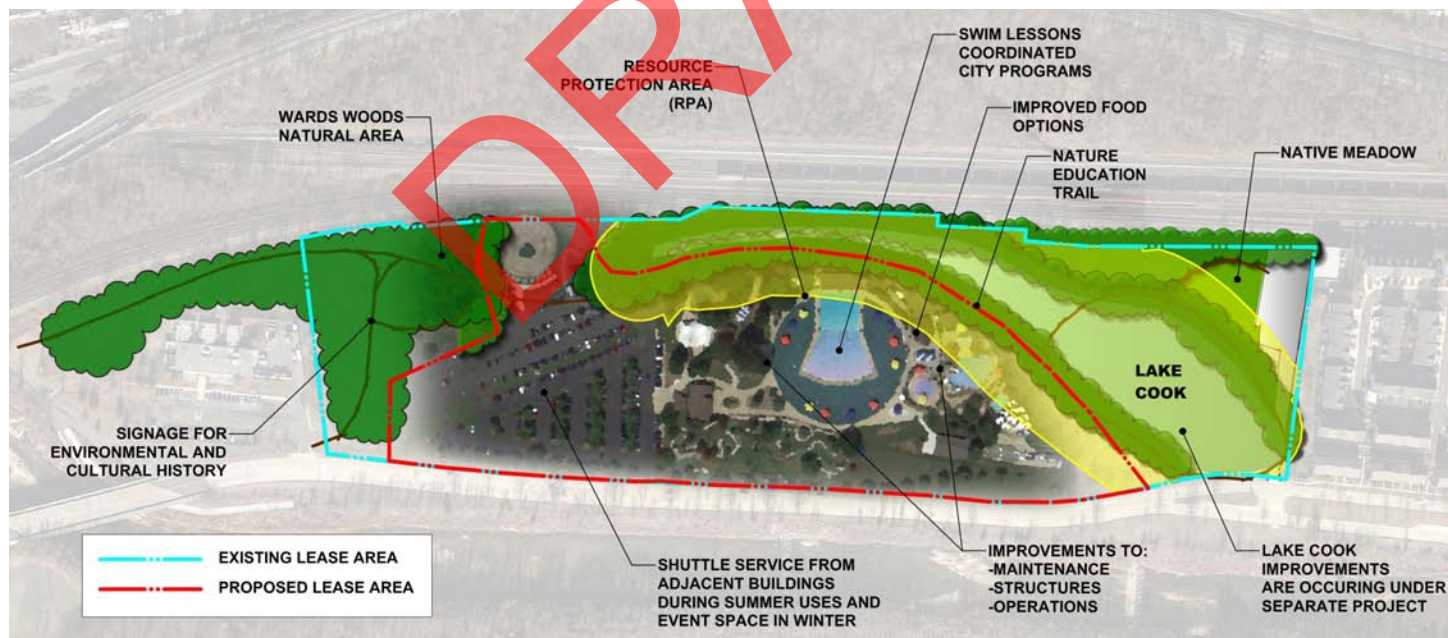 DRA
SWIM LESSONS
COORDINATED
CITY PROGRAMS
RESOURCE
PROTECTION AREA
(RPA)
WARDS WOODS
NATURAL AREA
IMPROVED FOOD
OPTIONS
NATURE
EDUCATION
TRAIL
NATIVE MEADOW
LAKE
COOK
SIGNAGE FOR
ENVIRONMENTAL AND
CULTURAL HISTORY
EXISTING LEASE AREA
PROPOSED LEASE AREA
SHUTTLE SERVICE FROM
ADJACENT BUILDINGS
DURING SUMMER USES AND
EVENT SPACE IN WINTER
IMPROVEMENTS TO:
-MAINTENANCE
-STRUCTURES
-OPERATIONS
LAKE COOK
IMPROVEMENTS
ARE OCCURING UNDER
SEPARATE PROJECT